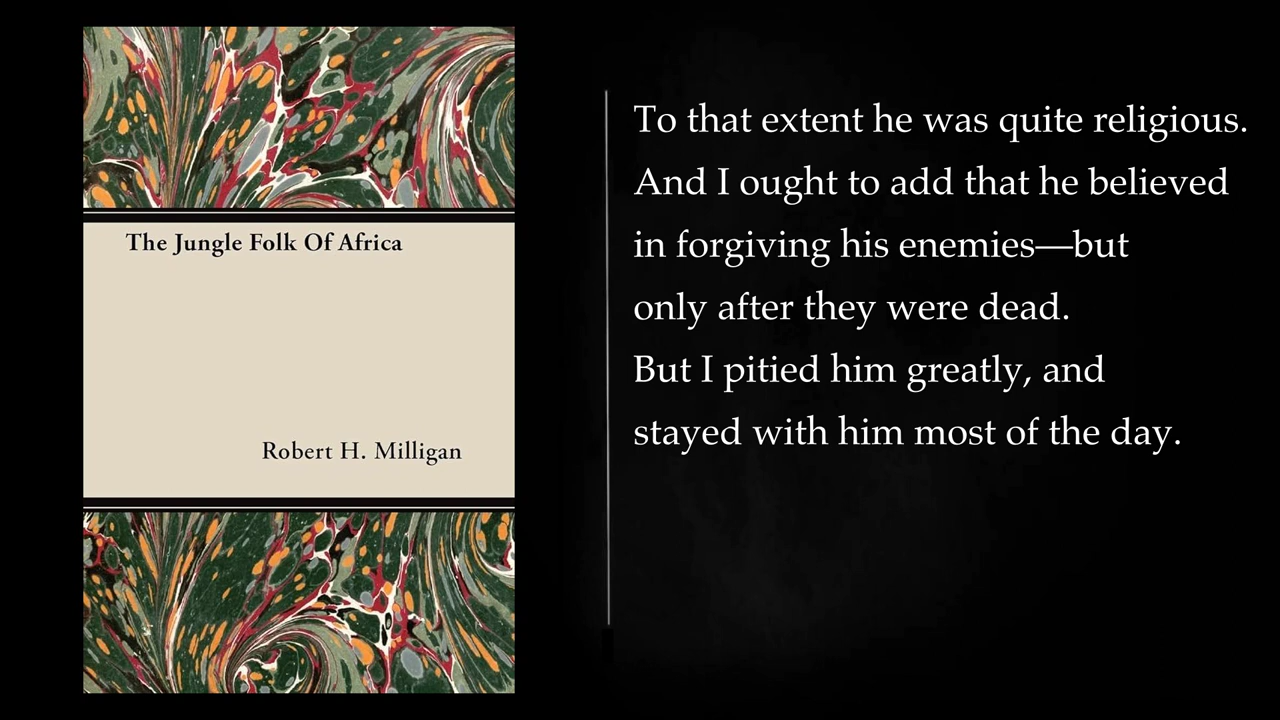 The Jungle Folk Of Africa
Robert H. Milligan
To that extent he was quite religious.
And I ought to add that he believed
in forgiving his enemies—but
only after they were dead.
But I pitied him greatly, and
stayed with him most of the day.